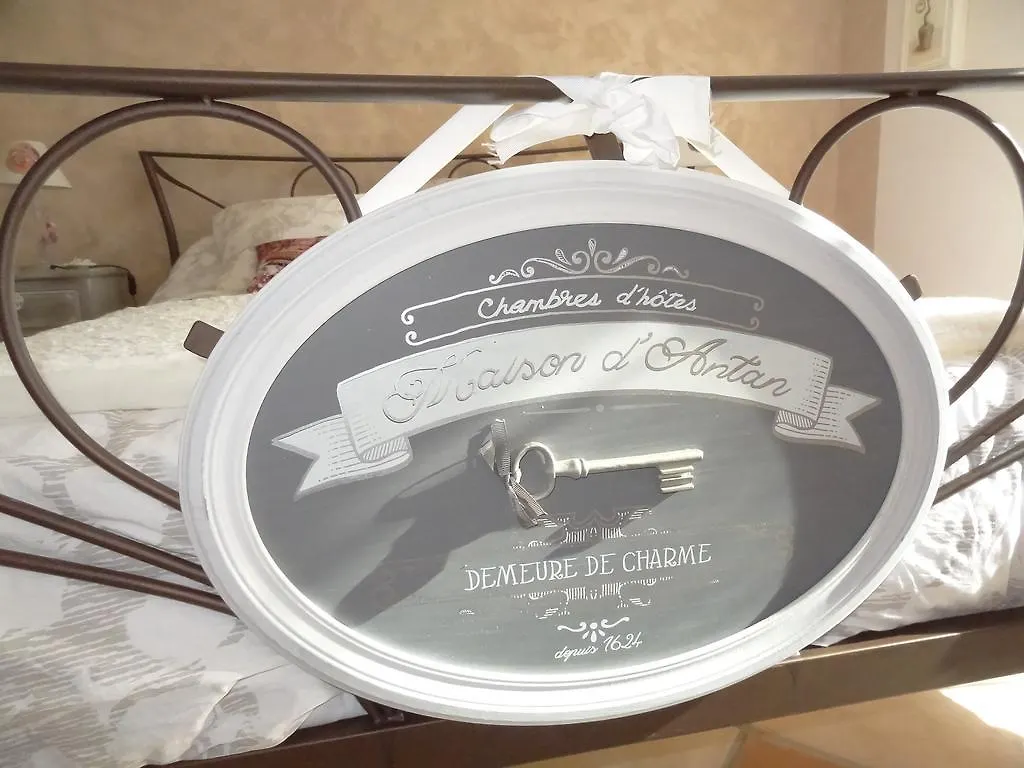 Chambres d'hôtes
Maison d'Antan
DEMEURE DE CHARME
depuis 1624